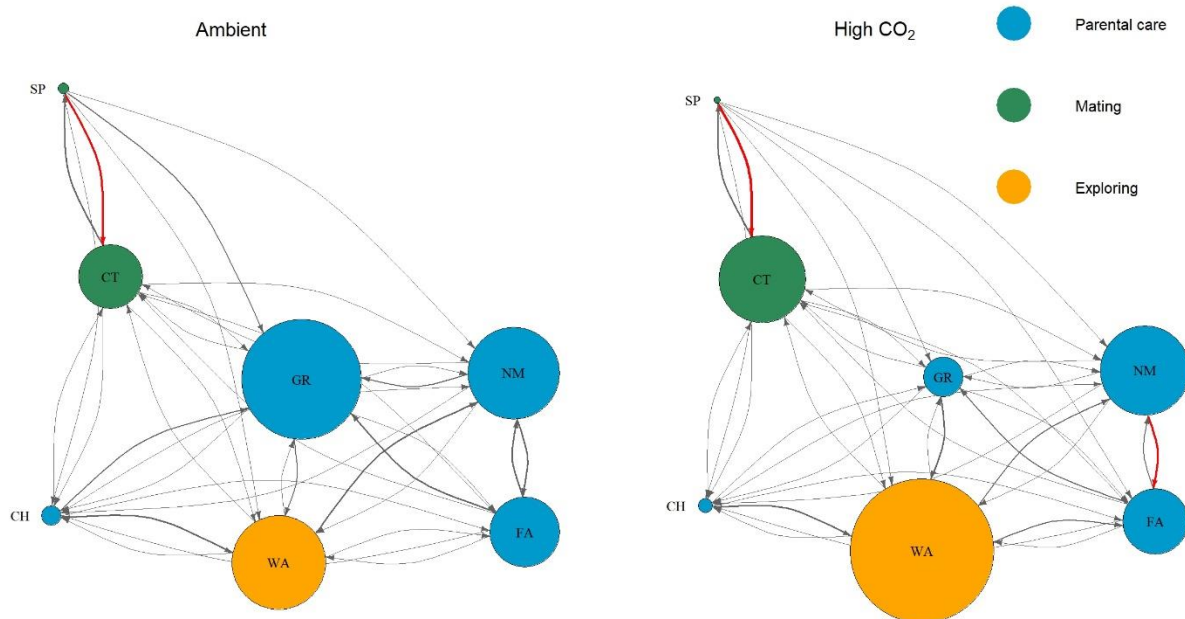 Ambient
High CO₂
Parental care
Mating
Exploring
SP
CT
GR
NM
CH
WA
FA
SP
CT
GR
NM
CH
WA
FA